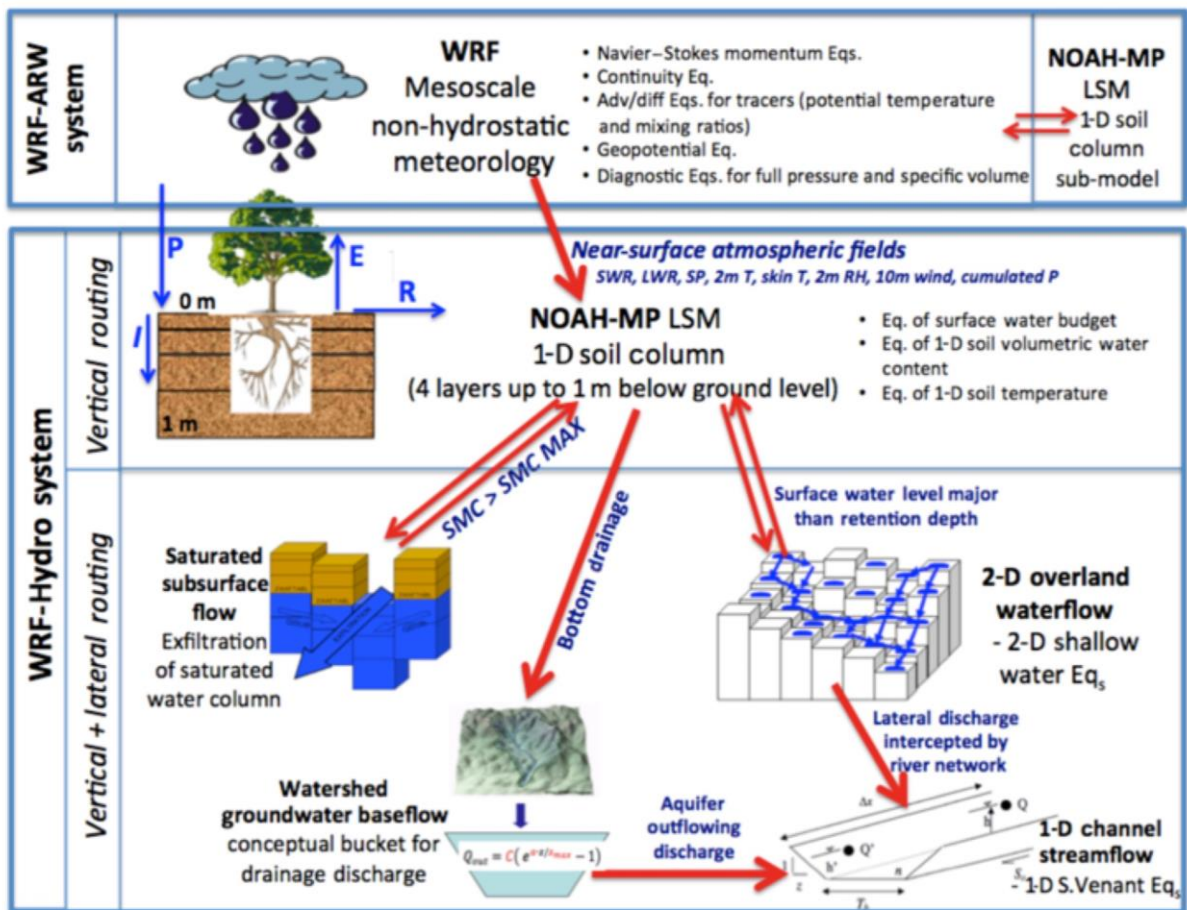 WRF-ARW
system
WRF
Mesoscale
non-hydrostatic
meteorology
• Navier–Stokes momentum Eqs.
• Continuity Eq.
• Adv/diff Eqs. for tracers (potential temperature
and mixing ratios)
• Geopotential Eq.
• Diagnostic Eqs. for full pressure and specific volume
NOAH-MP
LSM
1-D soil
column
sub-model
WRF-Hydro system
Vertical routing
P
E
R
I
0 m
1 m
Near-surface atmospheric fields
SWR, LWR, SP, 2m T, skin T, 2m RH, 10m wind, cumulated P
NOAH-MP LSM
1-D soil column
(4 layers up to 1 m below ground level)
• Eq. of surface water budget
• Eq. of 1-D soil volumetric water
content
• Eq. of 1-D soil temperature
Vertical + lateral routing
SMC > SMC MAX
Bottom drainage
Surface water level major
than retention depth
Saturated
subsurface
flow
Exfiltration
of saturated
water column
2-D overland
waterflow
- 2-D shallow
water Eqs
Lateral discharge
intercepted by
river network
Watershed
groundwater baseflow
conceptual bucket for
drainage discharge
Qout = C(e^α·z/zmax − 1)
Aquifer
outflowing
discharge
Δx
Q
h
Q'
h'
1
z
n
Tb
S
1-D channel
streamflow
- 1-D S.Venant Eqs